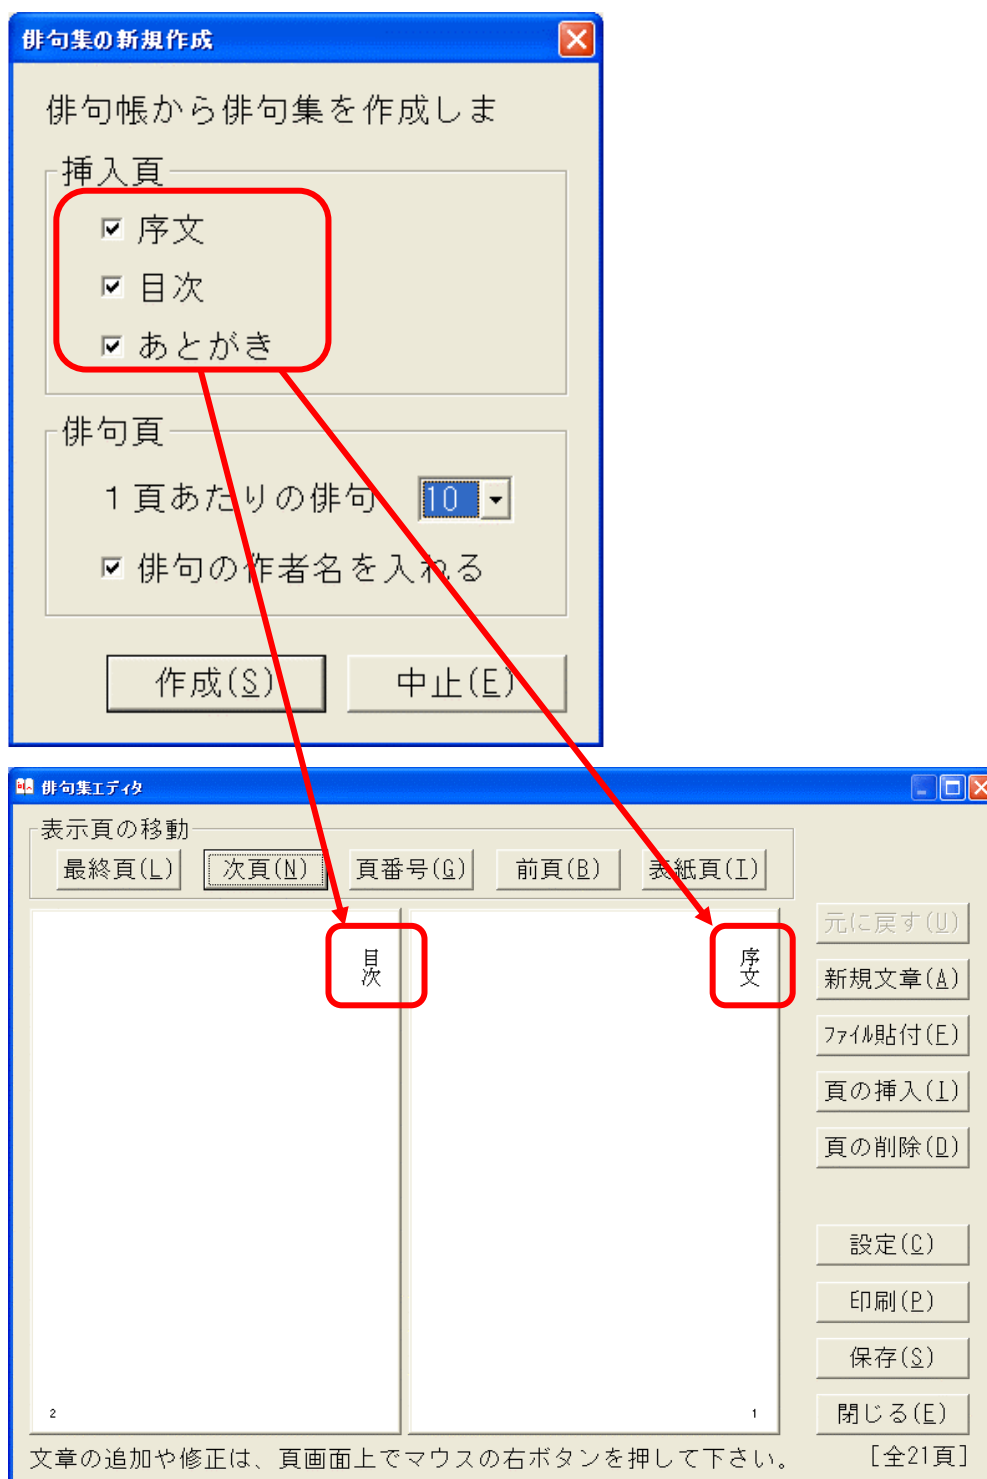 俳句集の新規作成
俳句帳から俳句集を作成しま
挿入頁
序文
目次
あとがき
俳句頁
1頁あたりの俳句 10
俳句の作者名を入れる
作成(S) 中止(E)
俳句集エディタ
表示頁の移動
最終頁(L) 次頁(N) 頁番号(G) 前頁(B) 表紙頁(T)
元に戻す(U)
新規文章(A)
ファイル貼付(F)
頁の挿入(I)
頁の削除(D)
設定(C)
印刷(P)
保存(S)
閉じる(E)
序文
目次
1
2
文章の追加や修正は、頁画面上でマウスの右ボタンを押して下さい。 [全21頁]